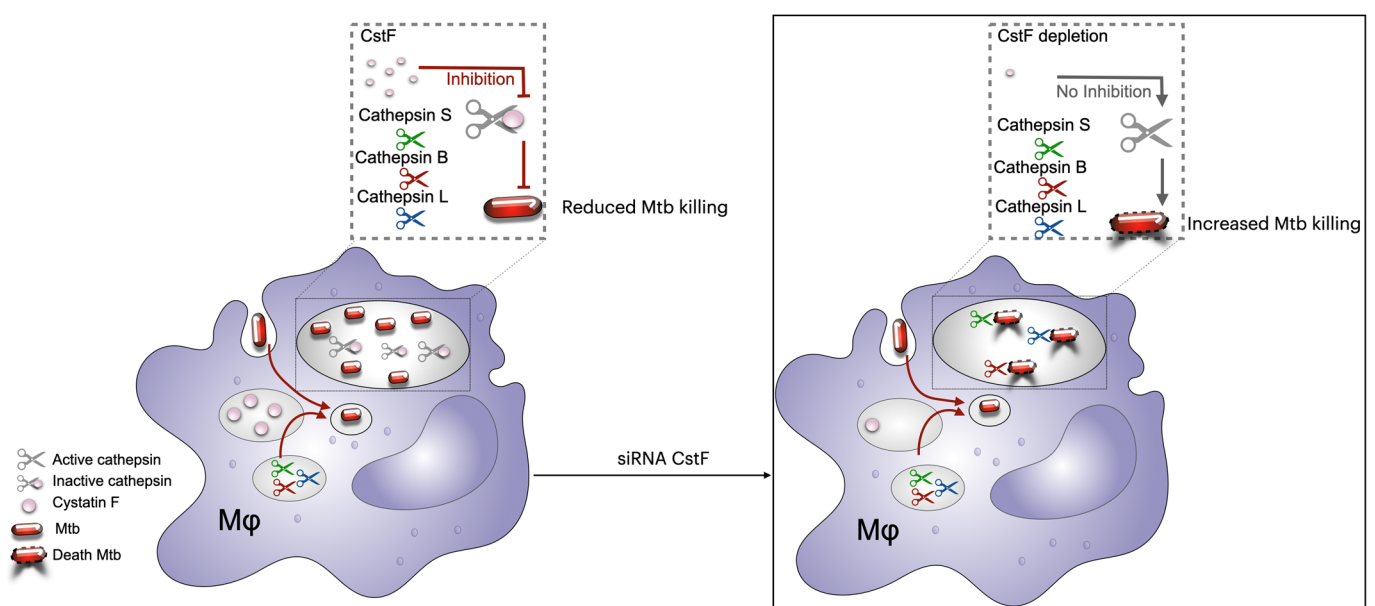 CstF
Inhibition
Cathepsin S
Cathepsin B
Cathepsin L
Reduced Mtb killing
CstF depletion
No Inhibition
Cathepsin S
Cathepsin B
Cathepsin L
Increased Mtb killing
siRNA CstF
Active cathepsin
Inactive cathepsin
Cystatin F
Mtb
Death Mtb
Mφ
Mφ